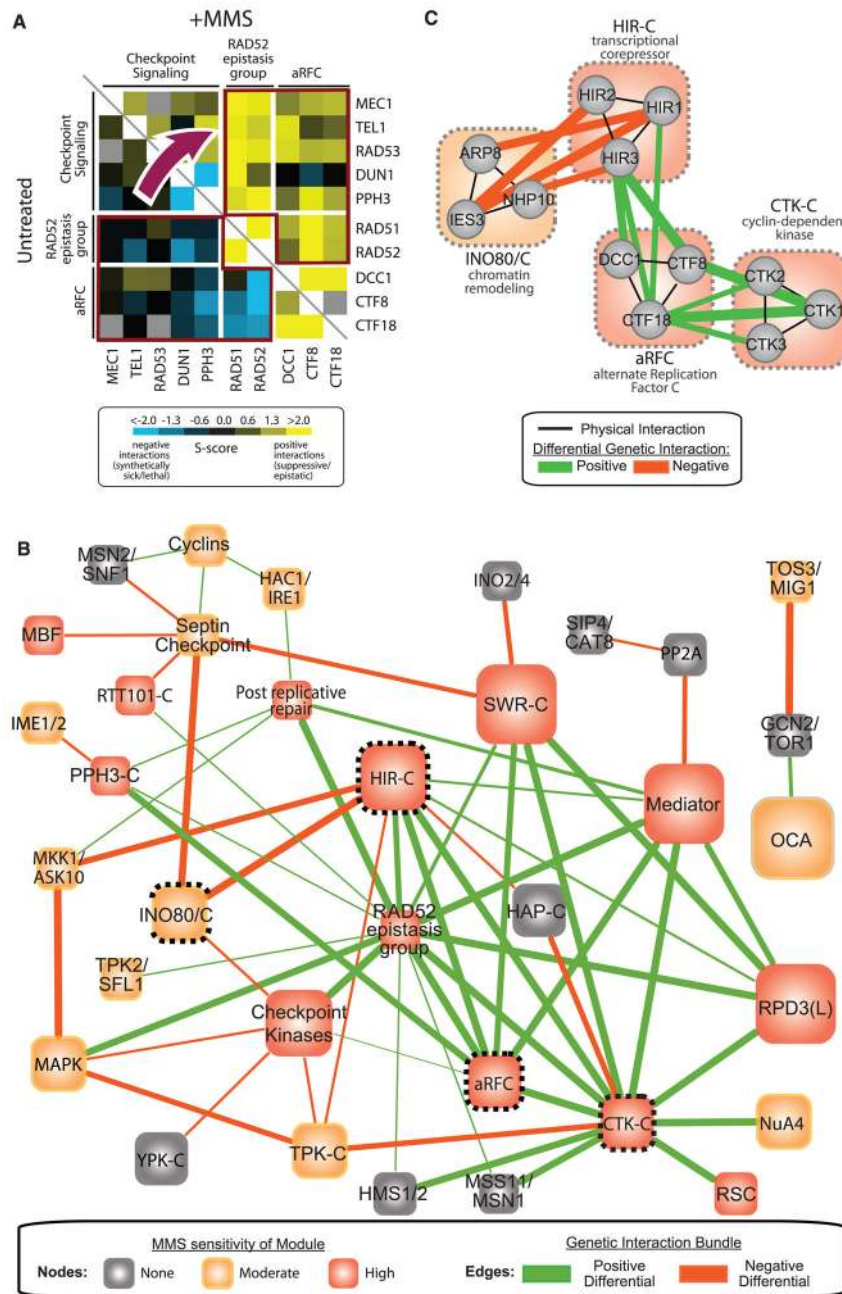 A
+MMS
Checkpoint
Signaling
RAD52
epistasis
group
aRFC
Untreated
Checkpoint
Signaling
RAD52
epistasis
group
aRFC
MEC1
TEL1
RAD53
DUN1
PPH3
RAD51
RAD52
DCC1
CTF8
CTF18
MEC1
TEL1
RAD53
DUN1
PPH3
RAD51
RAD52
DCC1
CTF8
CTF18
<-2.0 -1.3 -0.6 0.0 0.6 1.3 >2.0
negative
interactions
(synthetically
sick/lethal)
S-score
positive
interactions
(suppressive/
epistatic)
C
HIR-C
transcriptional
corepressor
HIR2
HIR1
HIR3
ARP8
NHP10
IES3
INO80/C
chromatin
remodeling
CTK-C
cyclin-dependent
kinase
DCC1
CTF8
CTF18
CTK2
CTK1
CTK3
aRFC
alternate Replication
Factor C
Physical Interaction
Differential Genetic Interaction:
Positive
Negative
B
MSN2/
SNF1
Cyclins
HAC1/
IRE1
INO2/4
TOS3/
MIG1
MBF
Septin
Checkpoint
SIP4/
CAT8
PP2A
RTT101-C
Post replicative
repair
SWR-C
IME1/2
GCN2/
TOR1
PPH3-C
HIR-C
Mediator
OCA
MKK1/
ASK10
INO80/C
RAD52
epistasis
group
HAP-C
TPK2/
SFL1
Checkpoint
Kinases
RPD3(L)
MAPK
aRFC
CTK-C
NuA4
YPK-C
TPK-C
HMS1/2
MSS11/
MSN1
RSC
MMS sensitivity of Module
Nodes:
None
Moderate
High
Genetic Interaction Bundle
Edges:
Positive
Differential
Negative
Differential